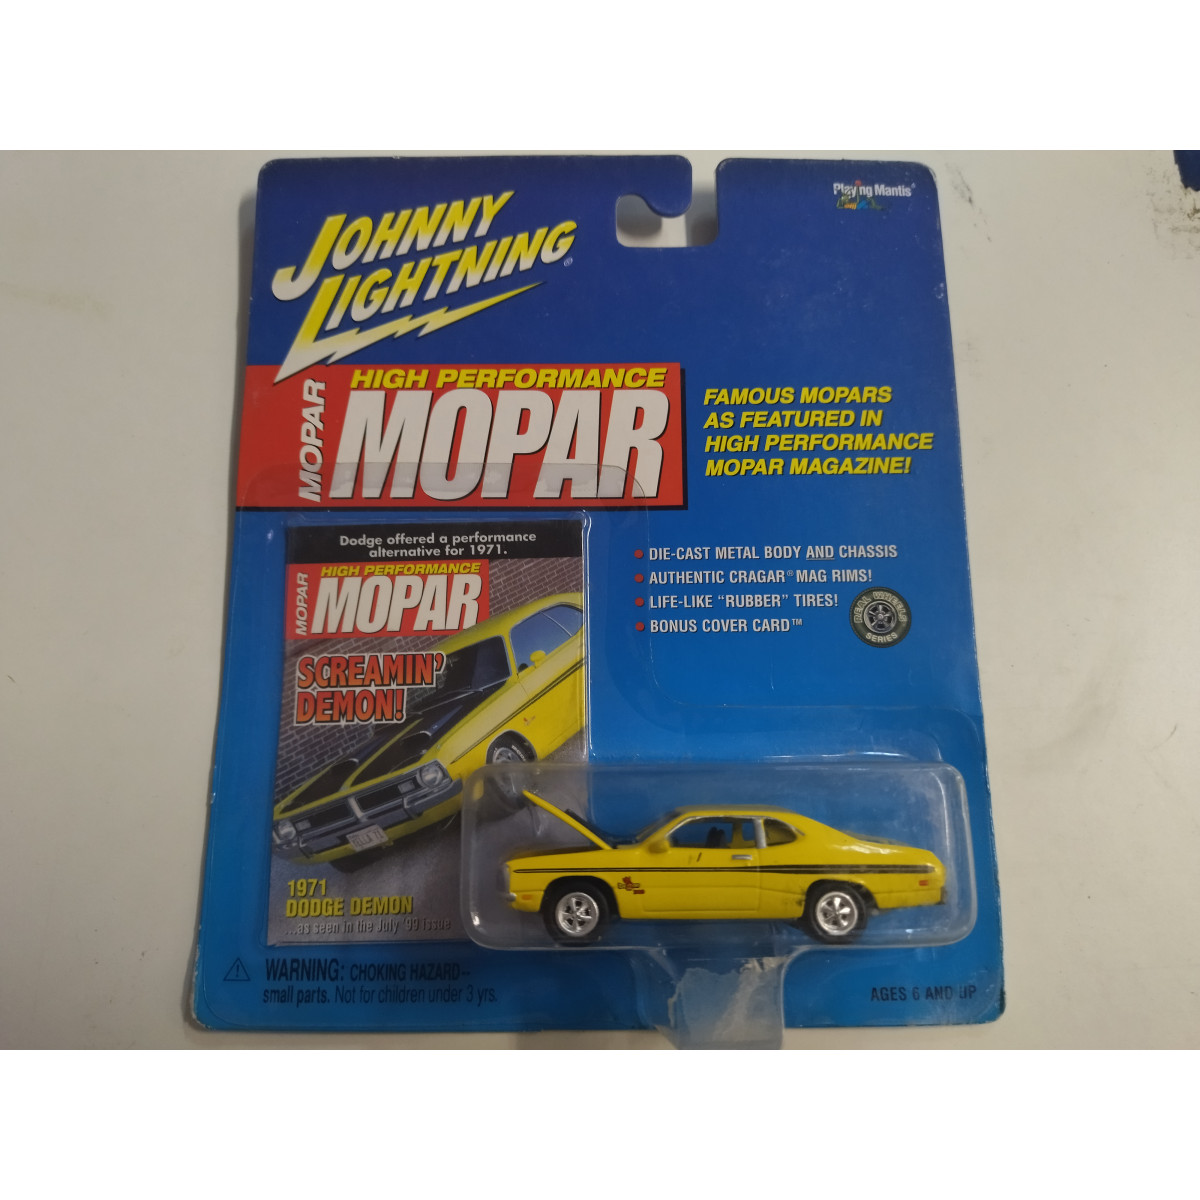 Playing Mantis®
JOHNNY
LIGHTNING®
MOPAR
HIGH PERFORMANCE
MOPAR
FAMOUS MOPARS
AS FEATURED IN
HIGH PERFORMANCE
MOPAR MAGAZINE!
• DIE-CAST METAL BODY AND CHASSIS
• AUTHENTIC CRAGAR® MAG RIMS!
• LIFE-LIKE “RUBBER” TIRES!
• BONUS COVER CARD™
REAL WHEELS
SERIES
Dodge offered a performance
alternative for 1971.
MOPAR
HIGH PERFORMANCE
MOPAR
SCREAMIN’
DEMON!
1971
DODGE DEMON
...as seen in the July '99 issue
WARNING: CHOKING HAZARD–
small parts. Not for children under 3 yrs.
AGES 6 AND UP